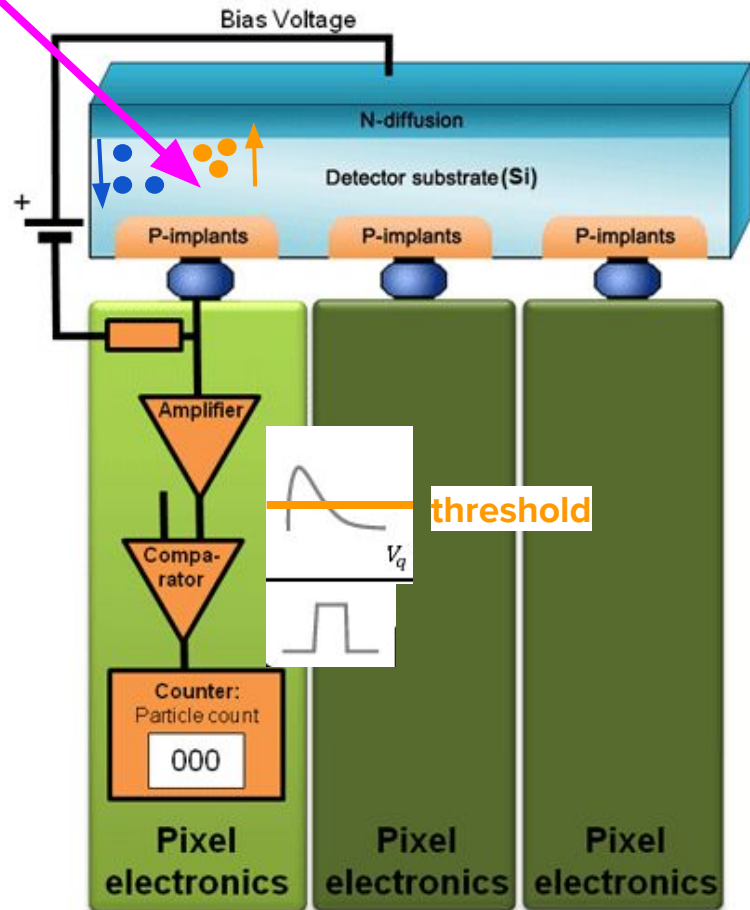 Bias Voltage
N-diffusion
Detector substrate(Si)
+
P-implants
P-implants
P-implants
Amplifier
threshold
Vq
Compa-
rator
Counter:
Particle count
000
Pixel
electronics
Pixel
electronics
Pixel
electronics